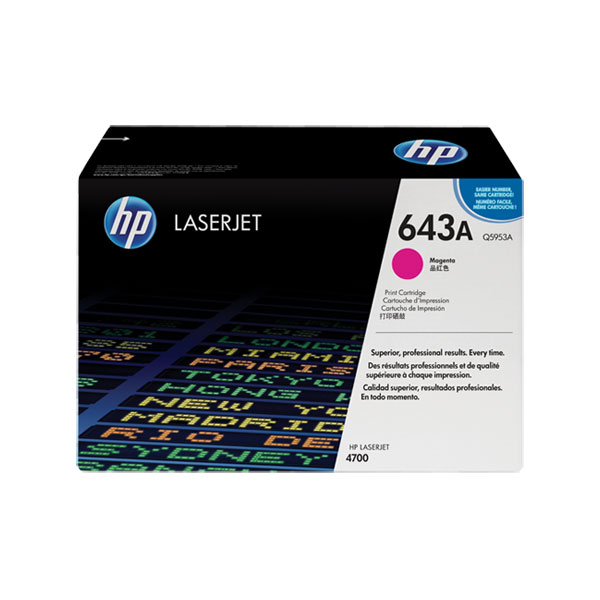 hp
EASIER NUMBER,
SAME CARTRIDGE!
NUMÉRO FACILE,
MÊME CARTOUCHE!
hp LASERJET
643A Q5953A
Magenta
品红色
Print Cartridge
Cartouche d'Impression
Cartucho de Impresión
打印硒鼓
Superior, professional results. Every time.
Des résultats professionnels et de qualité
supérieure à chaque impression.
Calidad superior, resultados profesionales.
En todo momento.
HP LASERJET
4700
LONDON
MIAMI
PARIS
TOKYO
HONG K
NEW YO
MADRID
RIO DE
SYDNEY